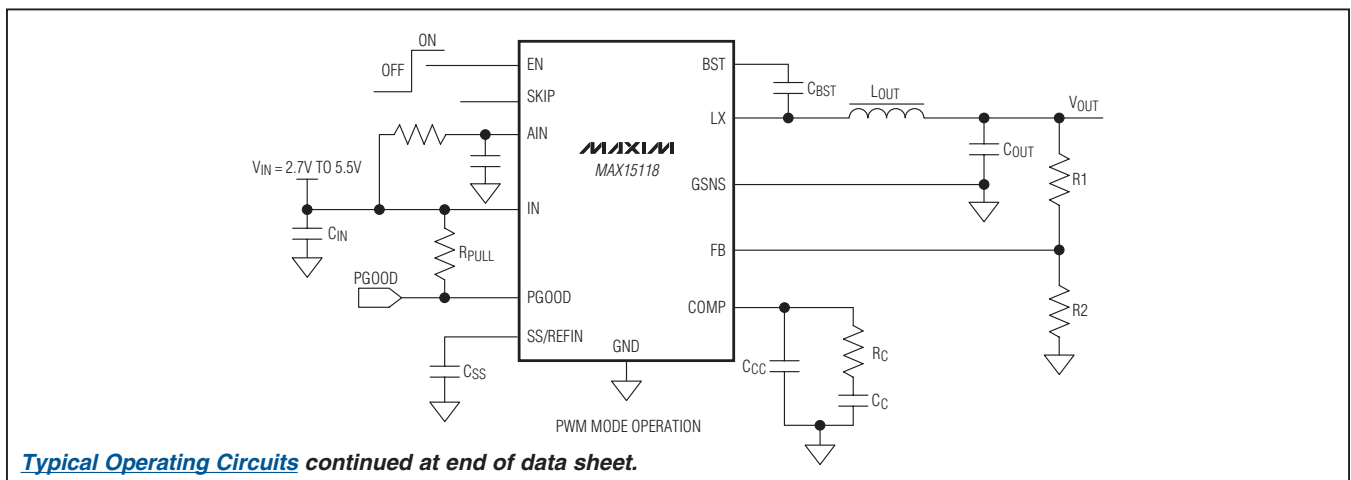 ON
OFF
EN
SKIP
AIN
VIN = 2.7V TO 5.5V
IN
CIN
RPULL
PGOOD
PGOOD
SS/REFIN
CSS
MAXIM
MAX15118
GND
BST
CBST
LX
LOUT
VOUT
COUT
GSNS
R1
FB
R2
COMP
RC
CCC
CC
PWM MODE OPERATION
Typical Operating Circuits continued at end of data sheet.